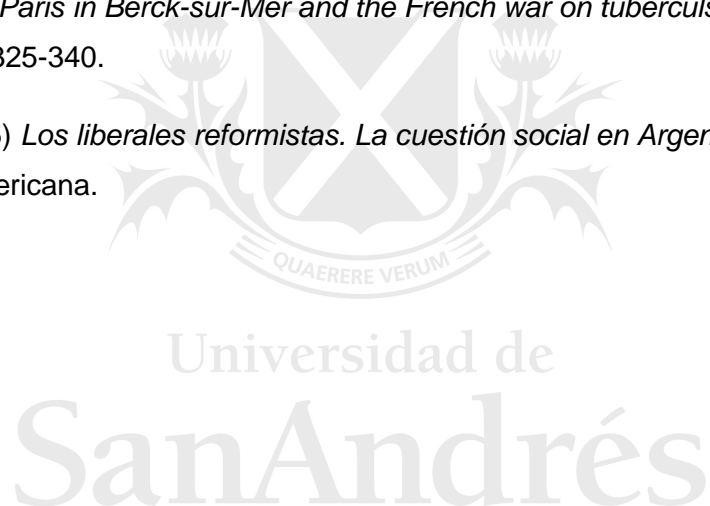 Paris in Berck-sur-Mer and the French war on tuberculs
325-340.
) Los liberales reformistas. La cuestión social en Argen
ericana.
QUAERERE VERUM
Universidad de
SanAndrés